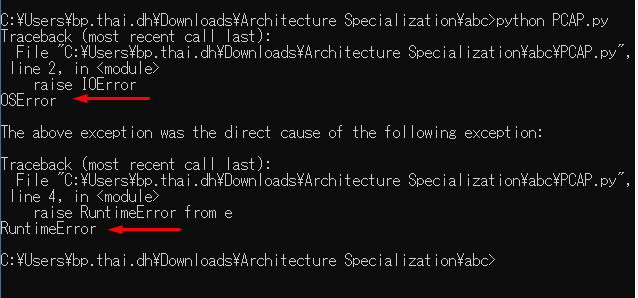 C:¥Users¥bp.thai.dh¥Downloads¥Architecture Specialization¥abc>python PCAP.py
Traceback (most recent call last):
  File "C:¥Users¥bp.thai.dh¥Downloads¥Architecture Specialization¥abc¥PCAP.py",
 line 2, in <module>
    raise IOError
OSError

The above exception was the direct cause of the following exception:

Traceback (most recent call last):
  File "C:¥Users¥bp.thai.dh¥Downloads¥Architecture Specialization¥abc¥PCAP.py",
 line 4, in <module>
    raise RuntimeError from e
RuntimeError

C:¥Users¥bp.thai.dh¥Downloads¥Architecture Specialization¥abc>